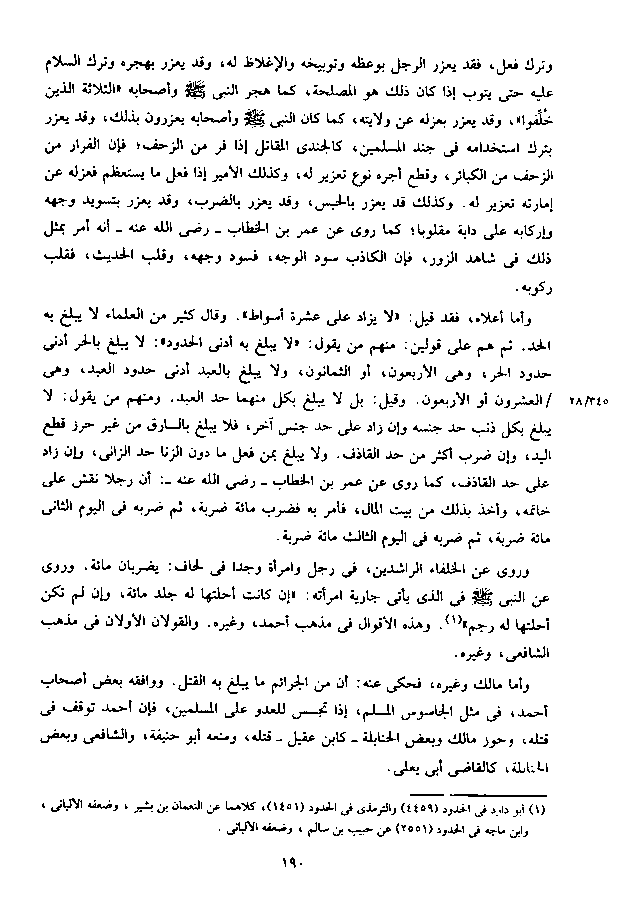 وترك فعل، فقد يعزر الرجل بوعظه وتوبيخه والإغلاظ له، وقد يعزر بهجره وترك السلام
عليه حتى يتوب إذا كان ذلك هو المصلحة، كما هجر النبى ﷺ وأصحابه «الثلاثة الذين
خُلِّفوا»، وقد يعزر بعزله عن ولايته، كما كان النبى ﷺ وأصحابه يعزرون بذلك، وقد يعزر
بترك استخدامه فى جند المسلمين، كالجندى المقاتل إذا فر من الزحف؛ فإن الفرار من
الزحف من الكبائر، وقطع أجره نوع تعزير له، وكذلك الأمير إذا فعل ما يستعظم فعزله عن
إمارته تعزير له. وكذلك قد يعزر بالحبس، وقد يعزر بالضرب، وقد يعزر بتسويد وجهه
وإركابه على دابة مقلوبا؛ كما روى عن عمر بن الخطاب ـ رضى الله عنه ـ أنه أمر بمثل
ذلك فى شاهد الزور، فإن الكاذب سود الوجه، فسود وجهه، وقلب الحديث، فقلب
ركوبه.
وأما أعلاه، فقد قيل: «لا يزاد على عشرة أسواط». وقال كثير من العلماء لا يبلغ به
الحد. ثم هم على قولين: منهم من يقول: «لا يبلغ به أدنى الحدود»: لا يبلغ بالحر أدنى
حدود الحر، وهى الأربعون، أو الثمانون، ولا يبلغ بالعبد أدنى حدود العبد، وهى
٢٨/٣٤٥ /العشرون أو الأربعون. وقيل: بل لا يبلغ بكل منهما حد العبد. ومنهم من يقول: لا
يبلغ بكل ذنب حد جنسه وإن زاد على حد جنس آخر، فلا يبلغ بالسارق من غير حرز قطع
اليد، وإن ضرب أكثر من حد القاذف. ولا يبلغ بمن فعل ما دون الزنا حد الزانى، وإن زاد
على حد القاذف، كما روى عن عمر بن الخطاب ـ رضى الله عنه ـ: أن رجلا نقش على
خاتمه، وأخذ بذلك من بيت المال، فأمر به فضرب مائة ضربة، ثم ضربه فى اليوم الثانى
مائة ضربة، ثم ضربه فى اليوم الثالث مائة ضربة.
وروى عن الخلفاء الراشدين، فى رجل وامرأة وجدا فى لحاف: يضربان مائة. وروى
عن النبى ﷺ فى الذى يأتى جارية امرأته: «إن كانت أحلتها له جلد مائة، وإن لم تكن
أحلتها له رجم»(١). وهذه الأقوال فى مذهب أحمد، وغيره. والقولان الأولان فى مذهب
الشافعى، وغيره.
وأما مالك وغيره، فحكى عنه: أن من الجرائم ما يبلغ به القتل. ووافقه بعض أصحاب
أحمد، فى مثل الجاسوس المسلم، إذا تجسس للعدو على المسلمين، فإن أحمد توقف فى
قتله، وجوز مالك وبعض الحنابلة ـ كابن عقيل ـ قتله، ومنعه أبو حنيفة، والشافعى وبعض
الحنابلة، كالقاضى أبى يعلى.
(١) أبو داود فى الحدود (٤٤٥٩) والترمذى فى الحدود (١٤٥١)، كلاهما عن النعمان بن بشير، وضعفه الألبانى،
وابن ماجه فى الحدود (٢٥٥١) عن حبيب بن سالم، وضعفه الألبانى.
١٩٠